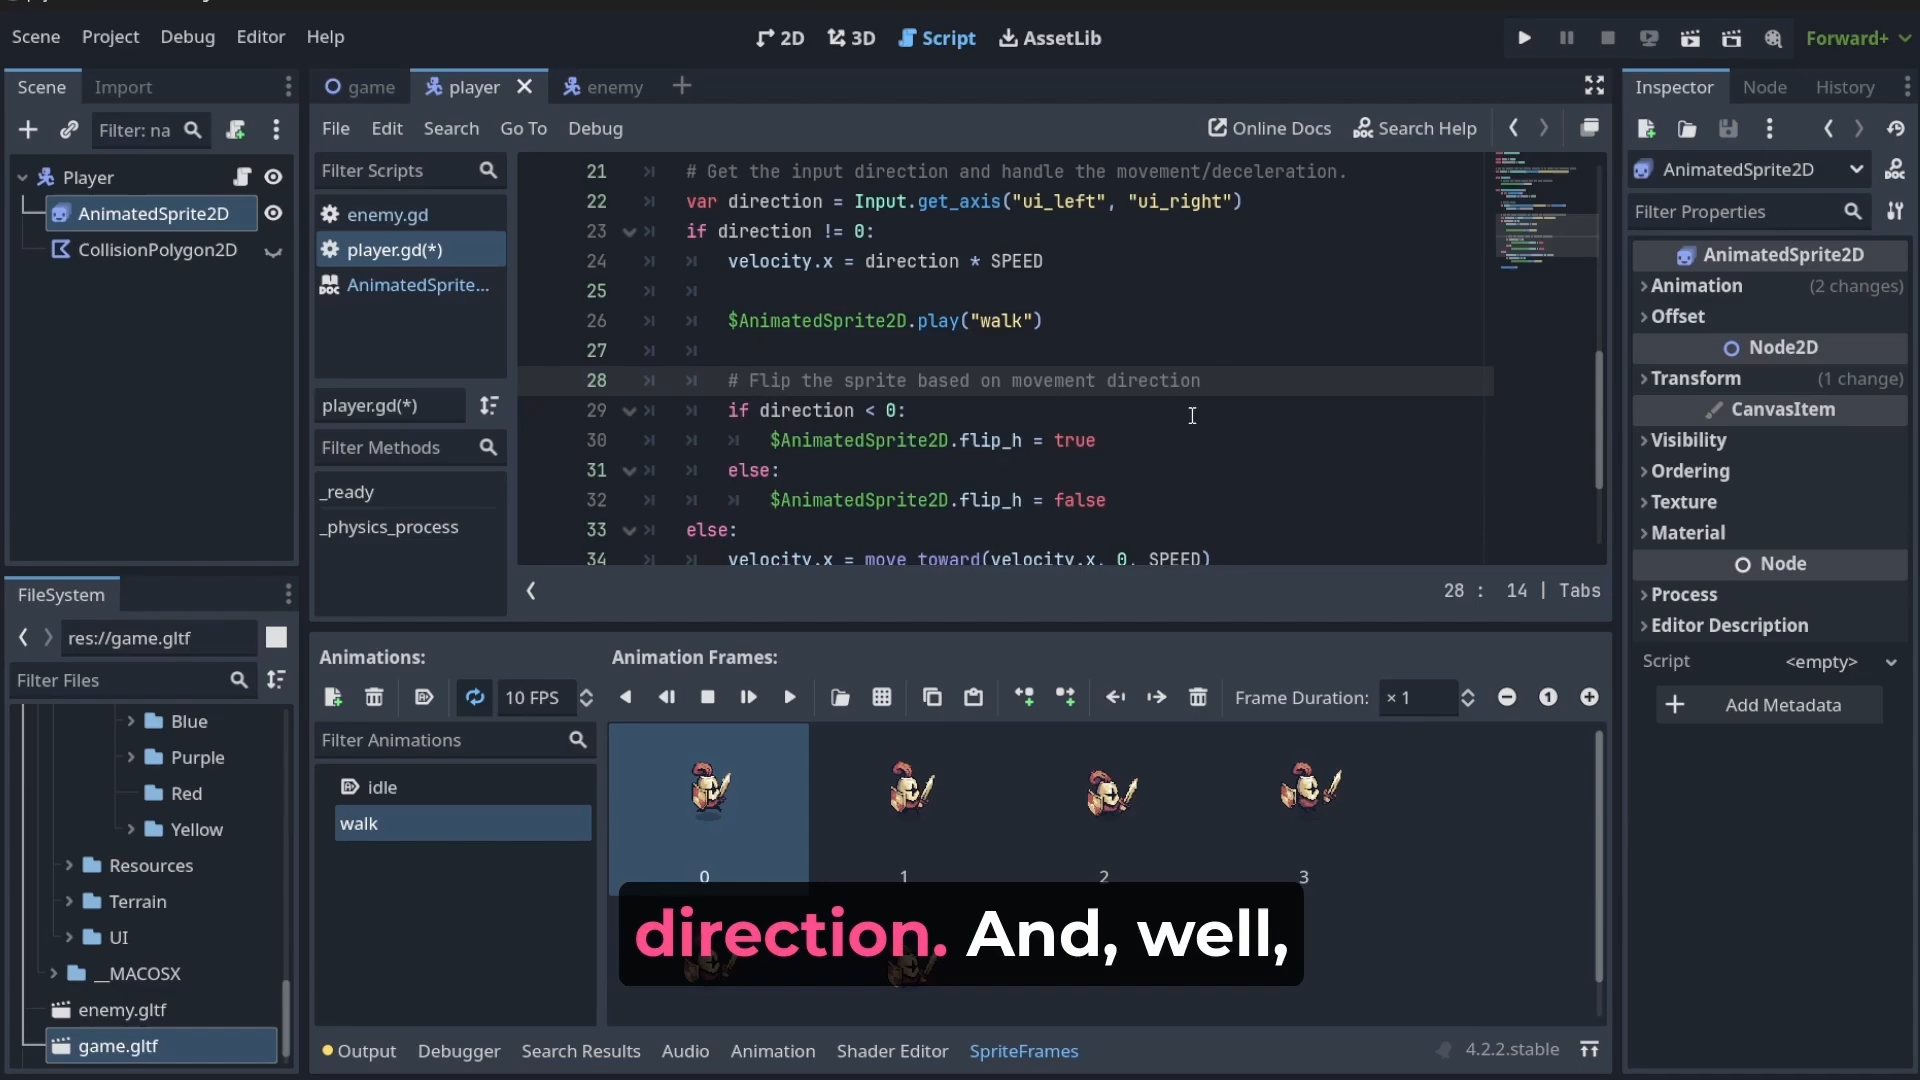 Scene Project Debug Editor Help
2D 3D Script AssetLib
Forward+
Scene Import
Filter: na
Player
AnimatedSprite2D
CollisionPolygon2D
game player enemy
File Edit Search Go To Debug
Online Docs Search Help
Filter Scripts
enemy.gd
player.gd(*)
AnimatedSprite...
player.gd(*)
Filter Methods
_ready
_physics_process
21 # Get the input direction and handle the movement/deceleration.
22 var direction = Input.get_axis("ui_left", "ui_right")
23 if direction != 0:
24 velocity.x = direction * SPEED
25
26 $AnimatedSprite2D.play("walk")
27
28 # Flip the sprite based on movement direction
29 if direction < 0:
30 $AnimatedSprite2D.flip_h = true
31 else:
32 $AnimatedSprite2D.flip_h = false
33 else:
34 velocity.x = move_toward(velocity.x, 0, SPEED)
28 : 14 | Tabs
Inspector Node History
AnimatedSprite2D
Filter Properties
AnimatedSprite2D
Animation (2 changes)
Offset
Node2D
Transform (1 change)
CanvasItem
Visibility
Ordering
Texture
Material
Node
Process
Editor Description
Script <empty>
Add Metadata
FileSystem
res://game.gltf
Filter Files
Blue
Purple
Red
Yellow
Resources
Terrain
UI
__MACOSX
enemy.gltf
game.gltf
Animations:
10 FPS
Filter Animations
idle
walk
Animation Frames:
Frame Duration: × 1
0 1 2 3
direction. And, well,
Output Debugger Search Results Audio Animation Shader Editor SpriteFrames
4.2.2.stable